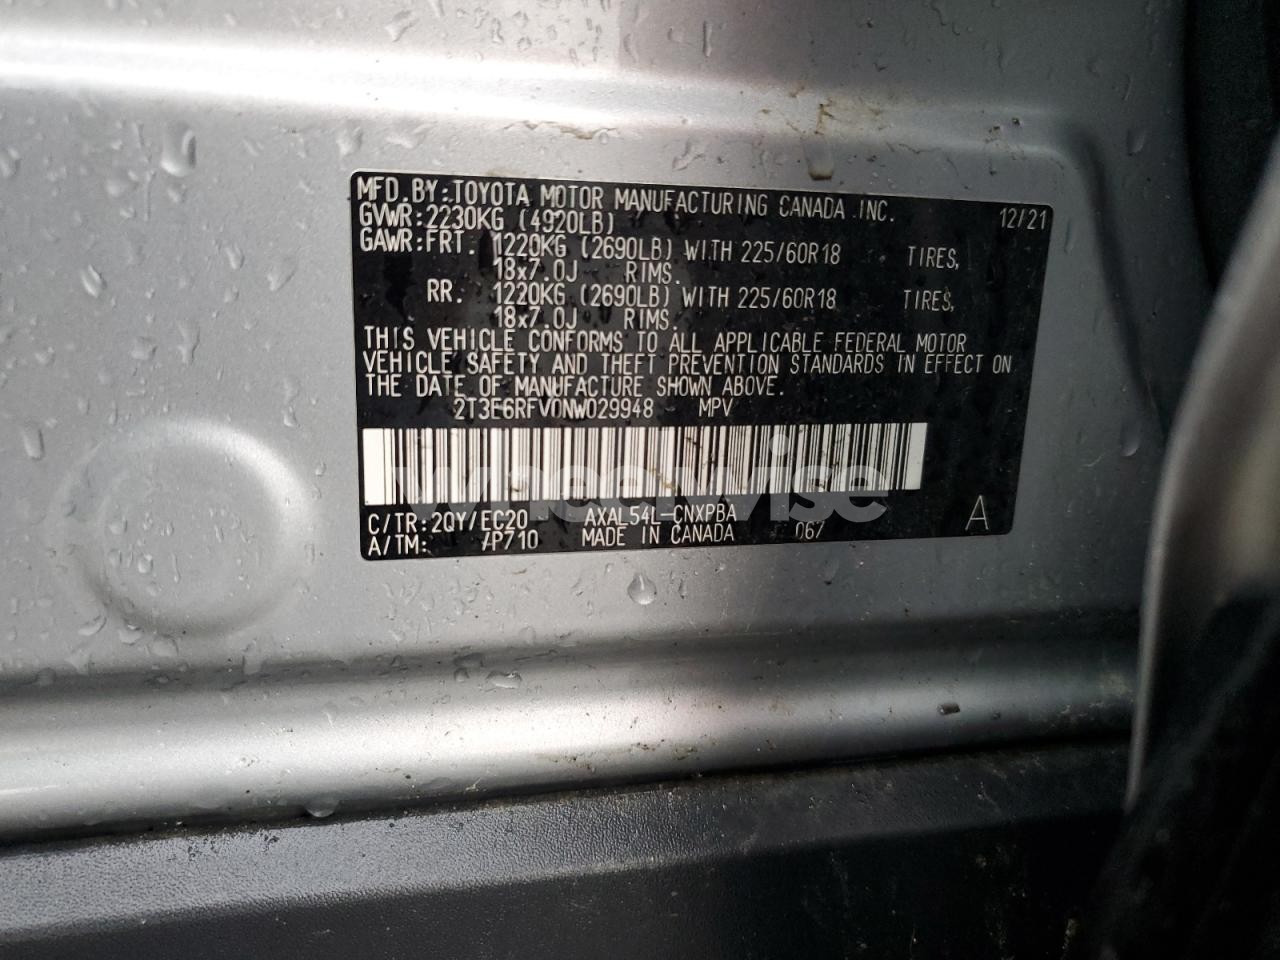 MFD.BY:TOYOTA MOTOR MANUFACTURING CANADA INC. 12/21
GVWR:2230KG (4920LB)
GAWR:FRT. 1220KG (2690LB) WITH 225/60R18 TIRES,
18x7.0J RIMS.
RR. 1220KG (2690LB) WITH 225/60R18 TIRES,
18x7.0J RIMS.
THIS VEHICLE CONFORMS TO ALL APPLICABLE FEDERAL MOTOR
VEHICLE SAFETY AND THEFT PREVENTION STANDARDS IN EFFECT ON
THE DATE OF MANUFACTURE SHOWN ABOVE.
2T3E6RFV0NW029948 MPV
wheelwise
C/TR:2QY/EC20 AXAL54L-CNXPBA
A/TM: /P710 MADE IN CANADA 067 A